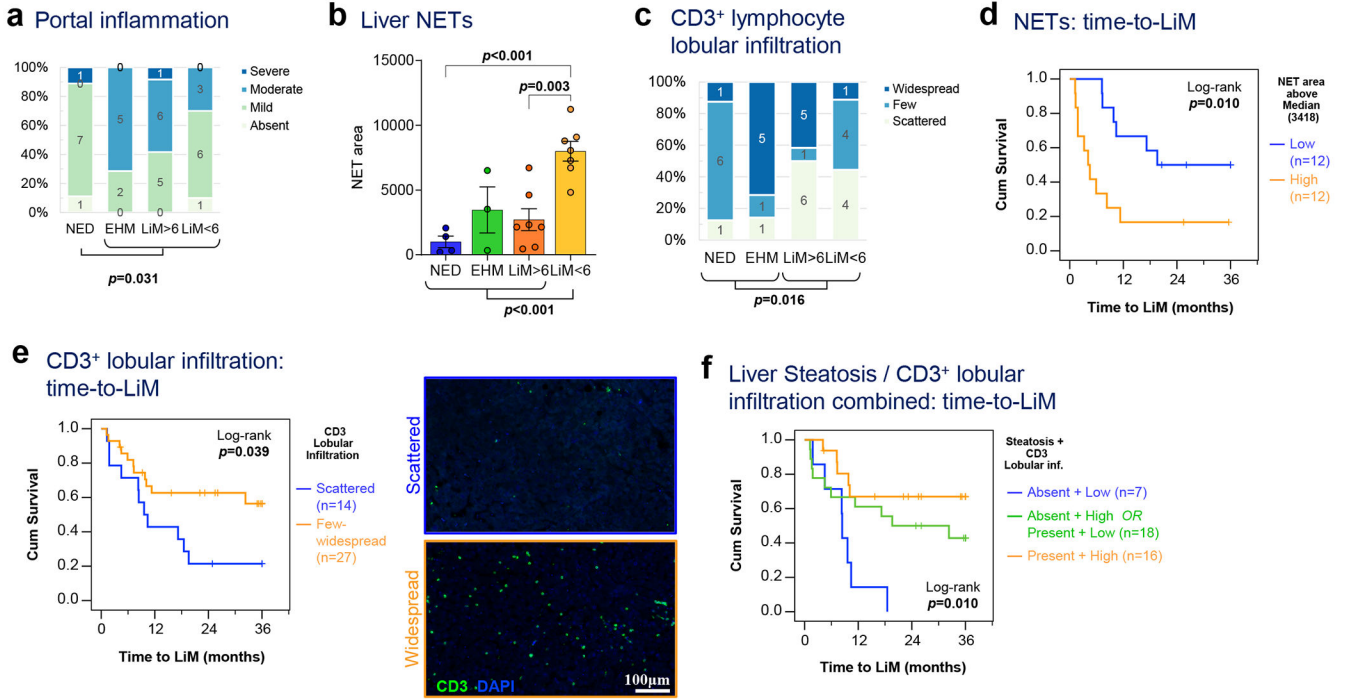 a Portal inflammation
100%
80%
60%
40%
20%
0%
1
0
7
1
0
5
2
0
1
6
5
0
0
3
6
1
Severe
Moderate
Mild
Absent
NED EHM LiM>6 LiM<6
p=0.031
b Liver NETs
NET area
15000
10000
5000
0
p<0.001
p=0.003
NED EHM LiM>6 LiM<6
p<0.001
c CD3+ lymphocyte
lobular infiltration
100%
80%
60%
40%
20%
0%
1
6
1
5
1
1
5
1
6
1
4
4
Widespread
Few
Scattered
NED EHM LiM>6 LiM<6
p=0.016
d NETs: time-to-LiM
Cum Survival
1.0
0.8
0.6
0.4
0.2
0.0
Log-rank
p=0.010
0 12 24 36
Time to LiM (months)
NET area
above
Median
(3418)
Low
(n=12)
High
(n=12)
e CD3+ lobular infiltration:
time-to-LiM
Cum Survival
1.0
0.8
0.6
0.4
0.2
0.0
Log-rank
p=0.039
0 12 24 36
Time to LiM (months)
CD3
Lobular
Infiltration
Scattered
(n=14)
Few-
widespread
(n=27)
Scattered
Widespread
CD3 DAPI
100µm
f Liver Steatosis / CD3+ lobular
infiltration combined: time-to-LiM
Cum Survival
1.0
0.8
0.6
0.4
0.2
0.0
Log-rank
p=0.010
0 12 24 36
Time to LiM (months)
Steatosis +
CD3
Lobular inf.
Absent + Low (n=7)
Absent + High OR
Present + Low (n=18)
Present + High (n=16)